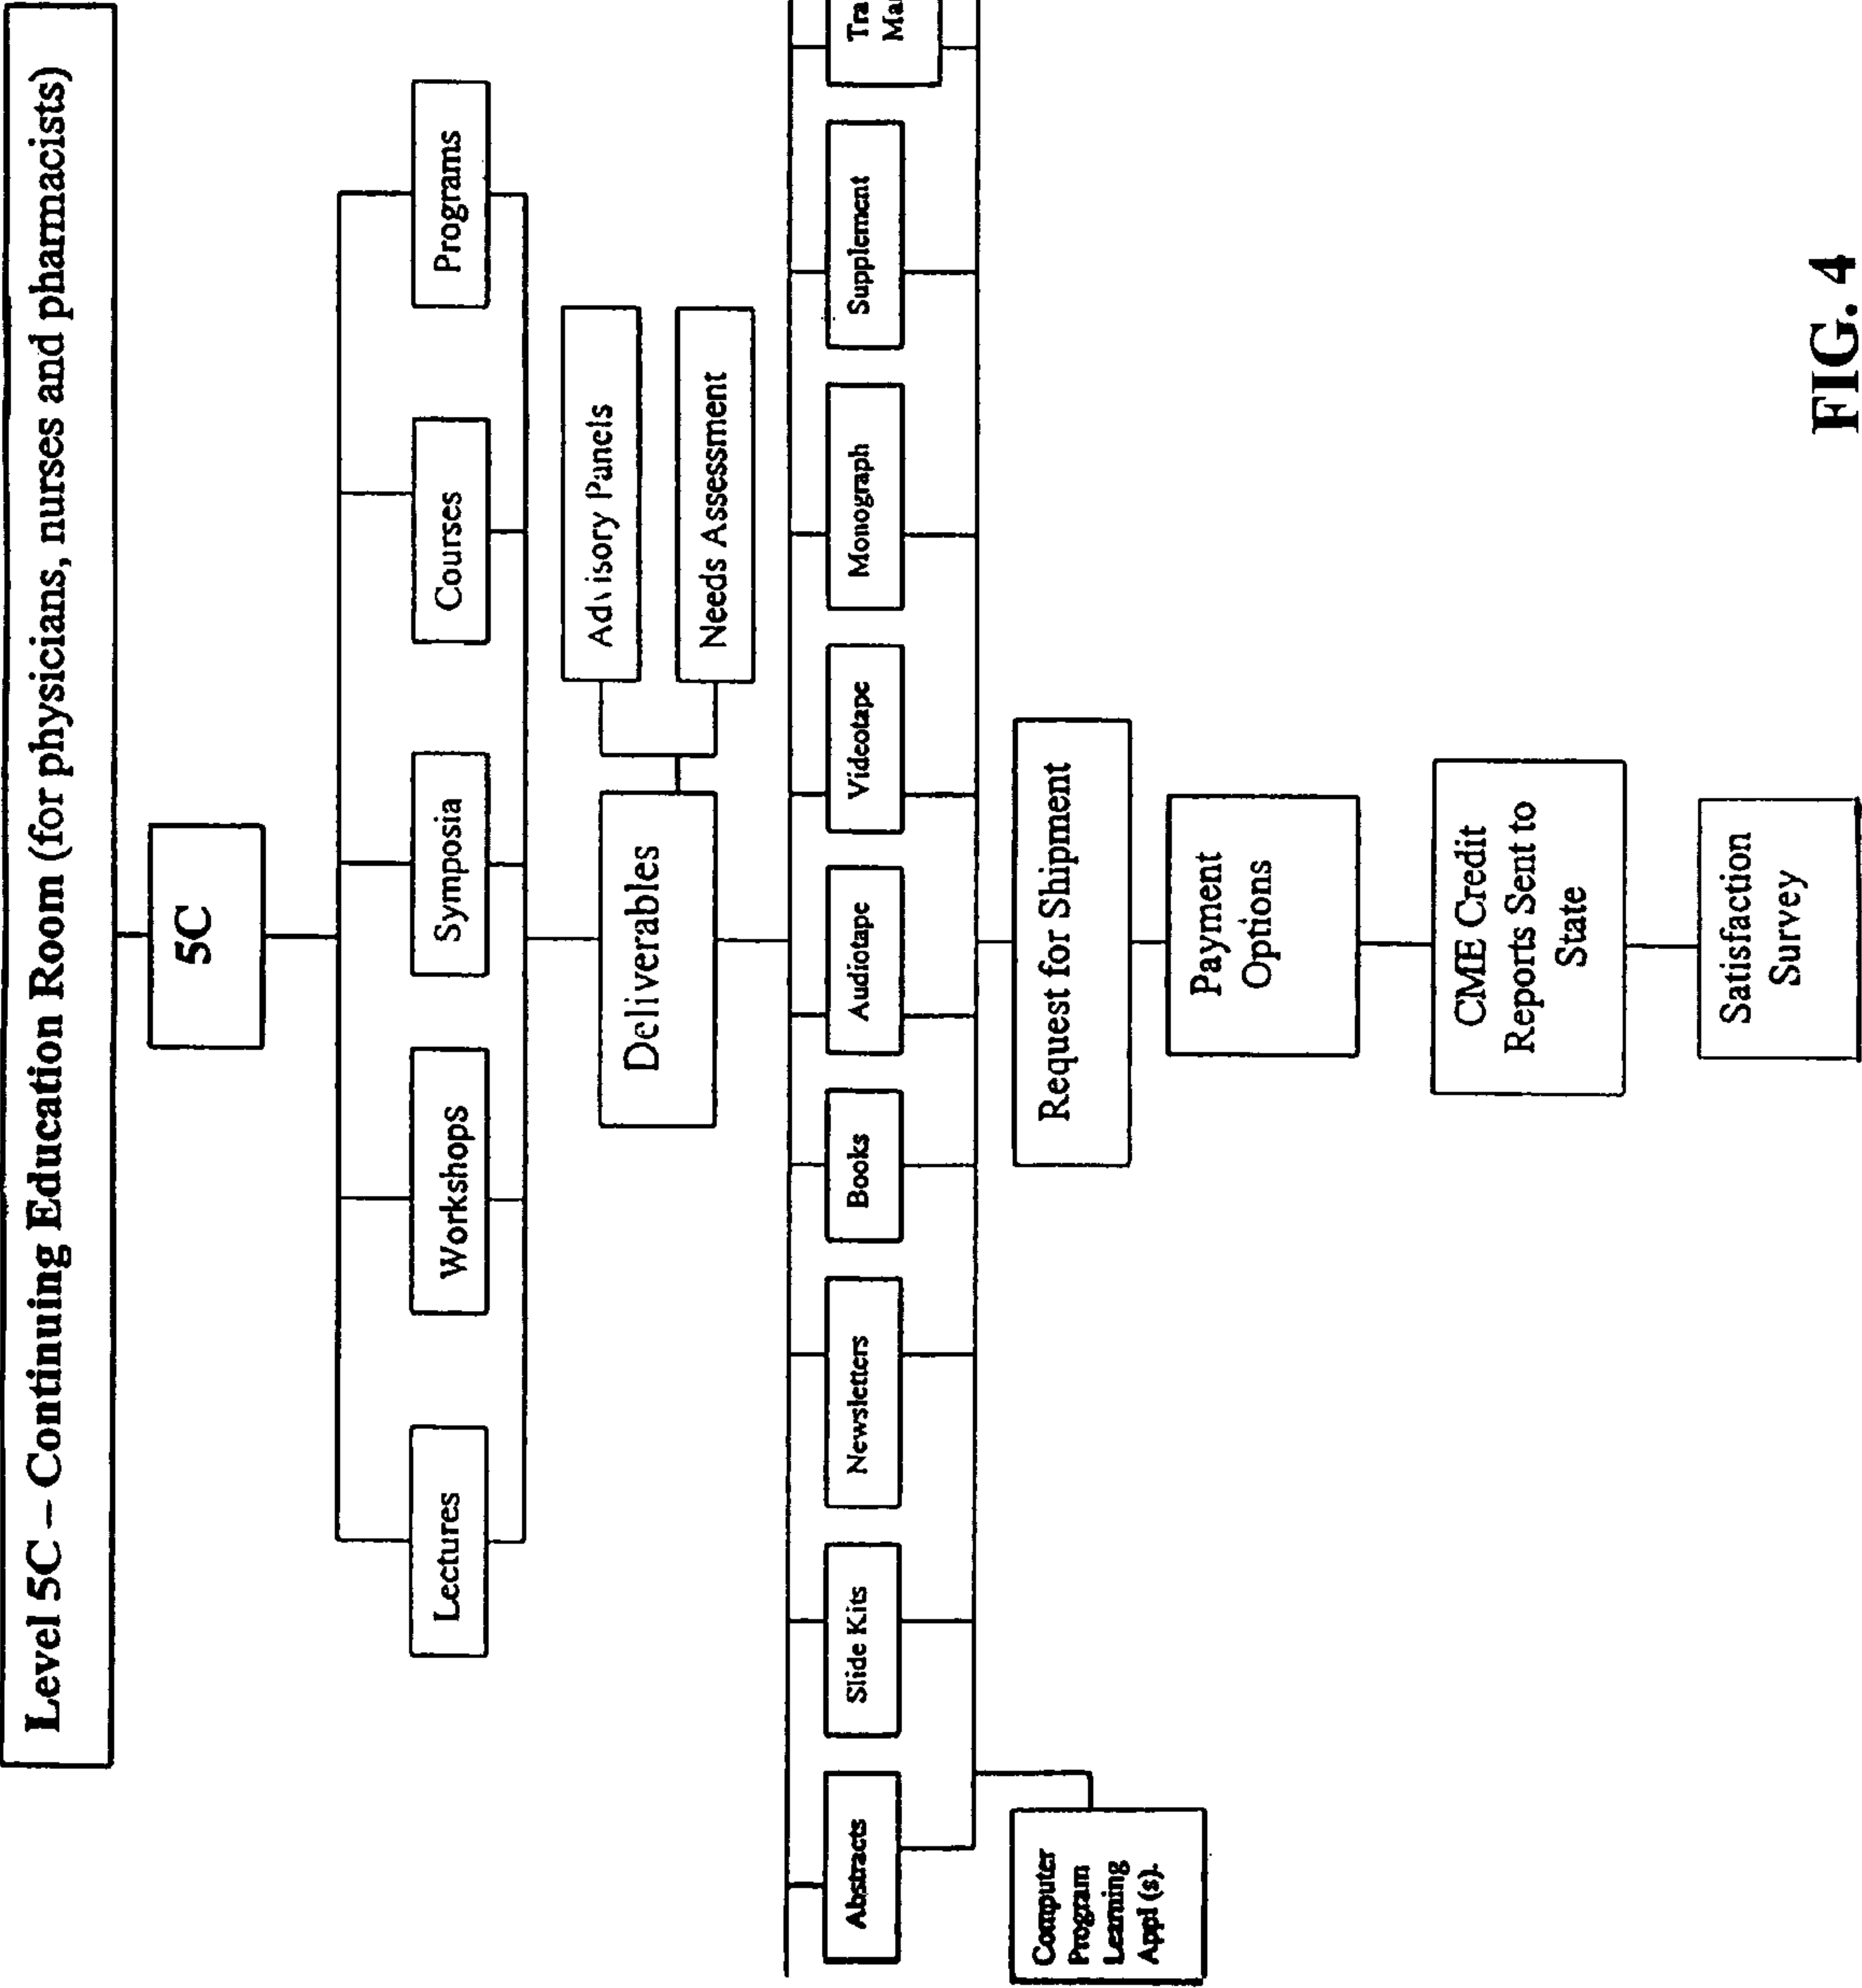 Level 5C – Continuing Education Room (for physicians, nurses and pharmacists)
5C
Lectures
Workshops
Symposia
Courses
Programs
Deliverables
Advisory Panels
Needs Assessment
Abstracts
Slide Kits
Newsletters
Books
Audiotape
Videotape
Monograph
Supplement
Tra
Ma
Computer
Program
Learning
Appl (s).
Request for Shipment
Payment
Options
CME Credit
Reports Sent to
State
Satisfaction
Survey
FIG. 4